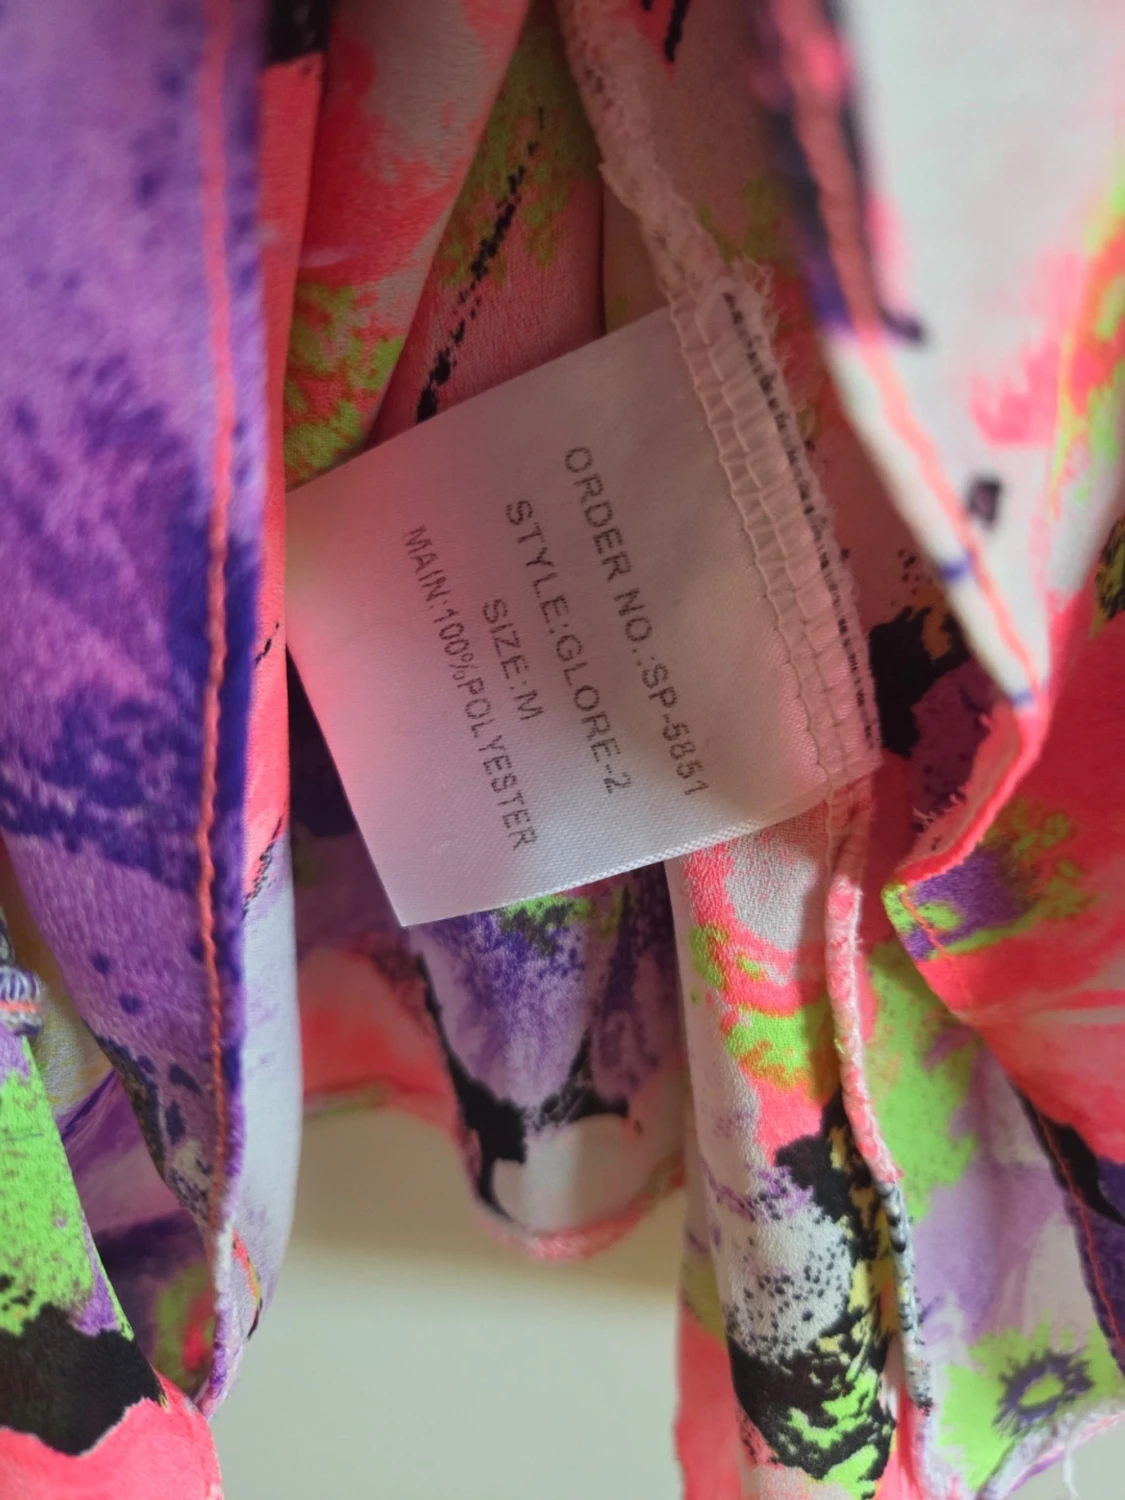 ORDER NO.:SP-5851
STYLE:GLORE-2
SIZE:M
MAIN:100%POLYESTER